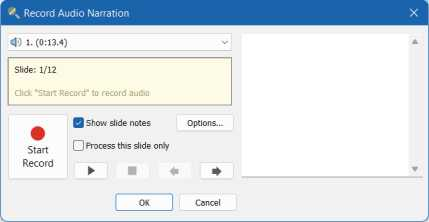 Record Audio Narration
1. (0:13.4)
Slide: 1/12
Click "Start Record" to record audio
Start
Record
Show slide notes
Options...
Process this slide only
OK
Cancel